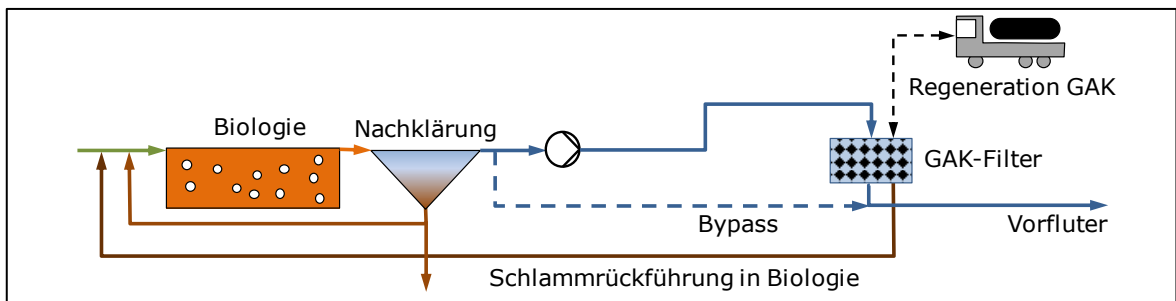 Regeneration GAK
Biologie
Nachklärung
GAK-Filter
Bypass
Vorfluter
Schlammrückführung in Biologie